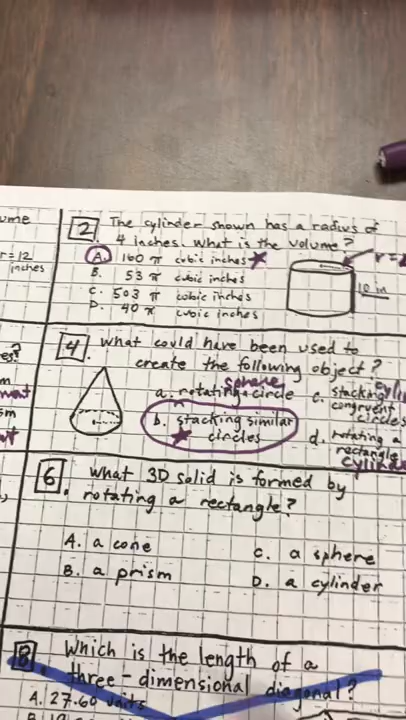 ume
r=12
inches
2 The cylinder shown has a radius of
4 inches. What is the volume?
A. 160 π cubic inches
B. 53 π cubic inches
C. 503 π cubic inches
D. 40 π cubic inches
r=
10 in
4. What could have been used to
create the following object?
sphere
a. rotating a circle
b. stacking similar
circles
c. stacking
congruent
circles
d. rotating a
rectangle
6. What 3D solid is formed by
rotating a rectangle?
A. a cone
B. a prism
C. a sphere
D. a cylinder
8. Which is the length of a
three-dimensional diagonal?
A. 27.60 units